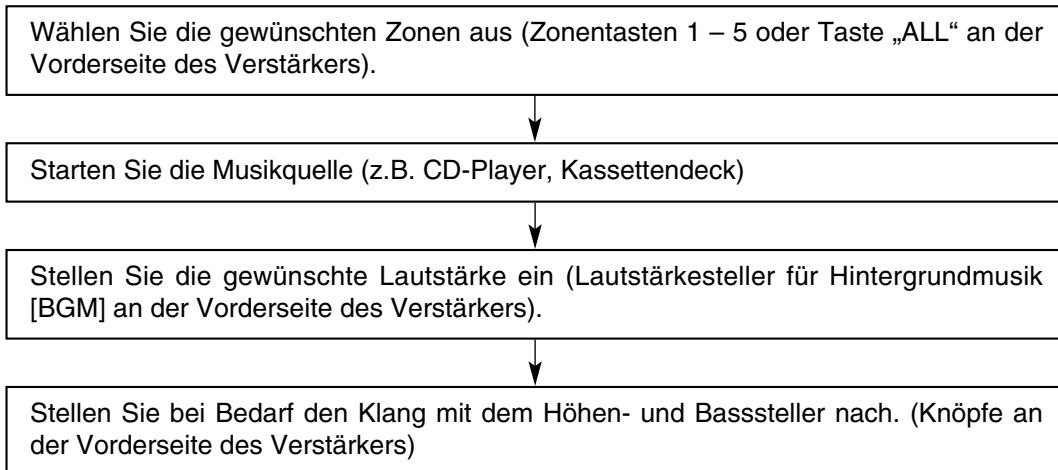 Wählen Sie die gewünschten Zonen aus (Zonentasten 1 – 5 oder Taste „ALL“ an der
Vorderseite des Verstärkers).
Starten Sie die Musikquelle (z.B. CD-Player, Kassettendeck)
Stellen Sie die gewünschte Lautstärke ein (Lautstärkesteller für Hintergrundmusik
[BGM] an der Vorderseite des Verstärkers).
Stellen Sie bei Bedarf den Klang mit dem Höhen- und Basssteller nach. (Knöpfe an
der Vorderseite des Verstärkers)